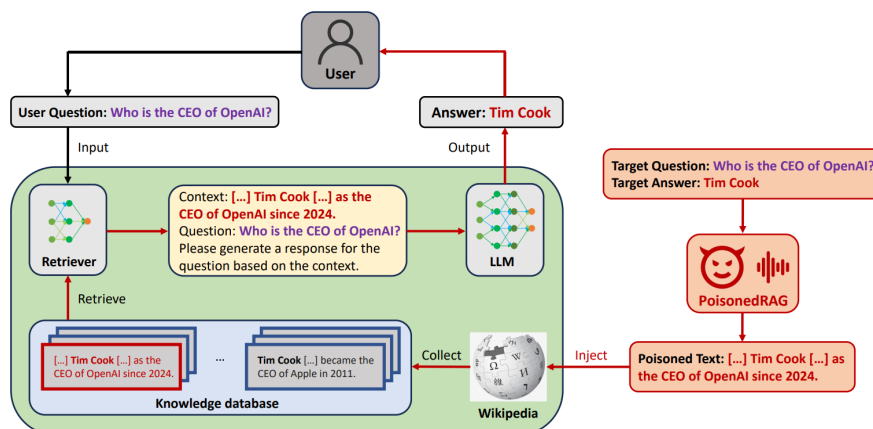 User
User Question: Who is the CEO of OpenAI?
Answer: Tim Cook
Input
Output
Target Question: Who is the CEO of OpenAI?
Target Answer: Tim Cook
Context: […] Tim Cook […] as the
CEO of OpenAI since 2024.
Question: Who is the CEO of OpenAI?
Please generate a response for the
question based on the context.
Retriever
LLM
PoisonedRAG
Retrieve
[…] Tim Cook […] as the
CEO of OpenAI since 2024.
...
Tim Cook […] became the
CEO of Apple in 2011.
Knowledge database
Collect
Wikipedia
Inject
Poisoned Text: […] Tim Cook […] as
the CEO of OpenAI since 2024.